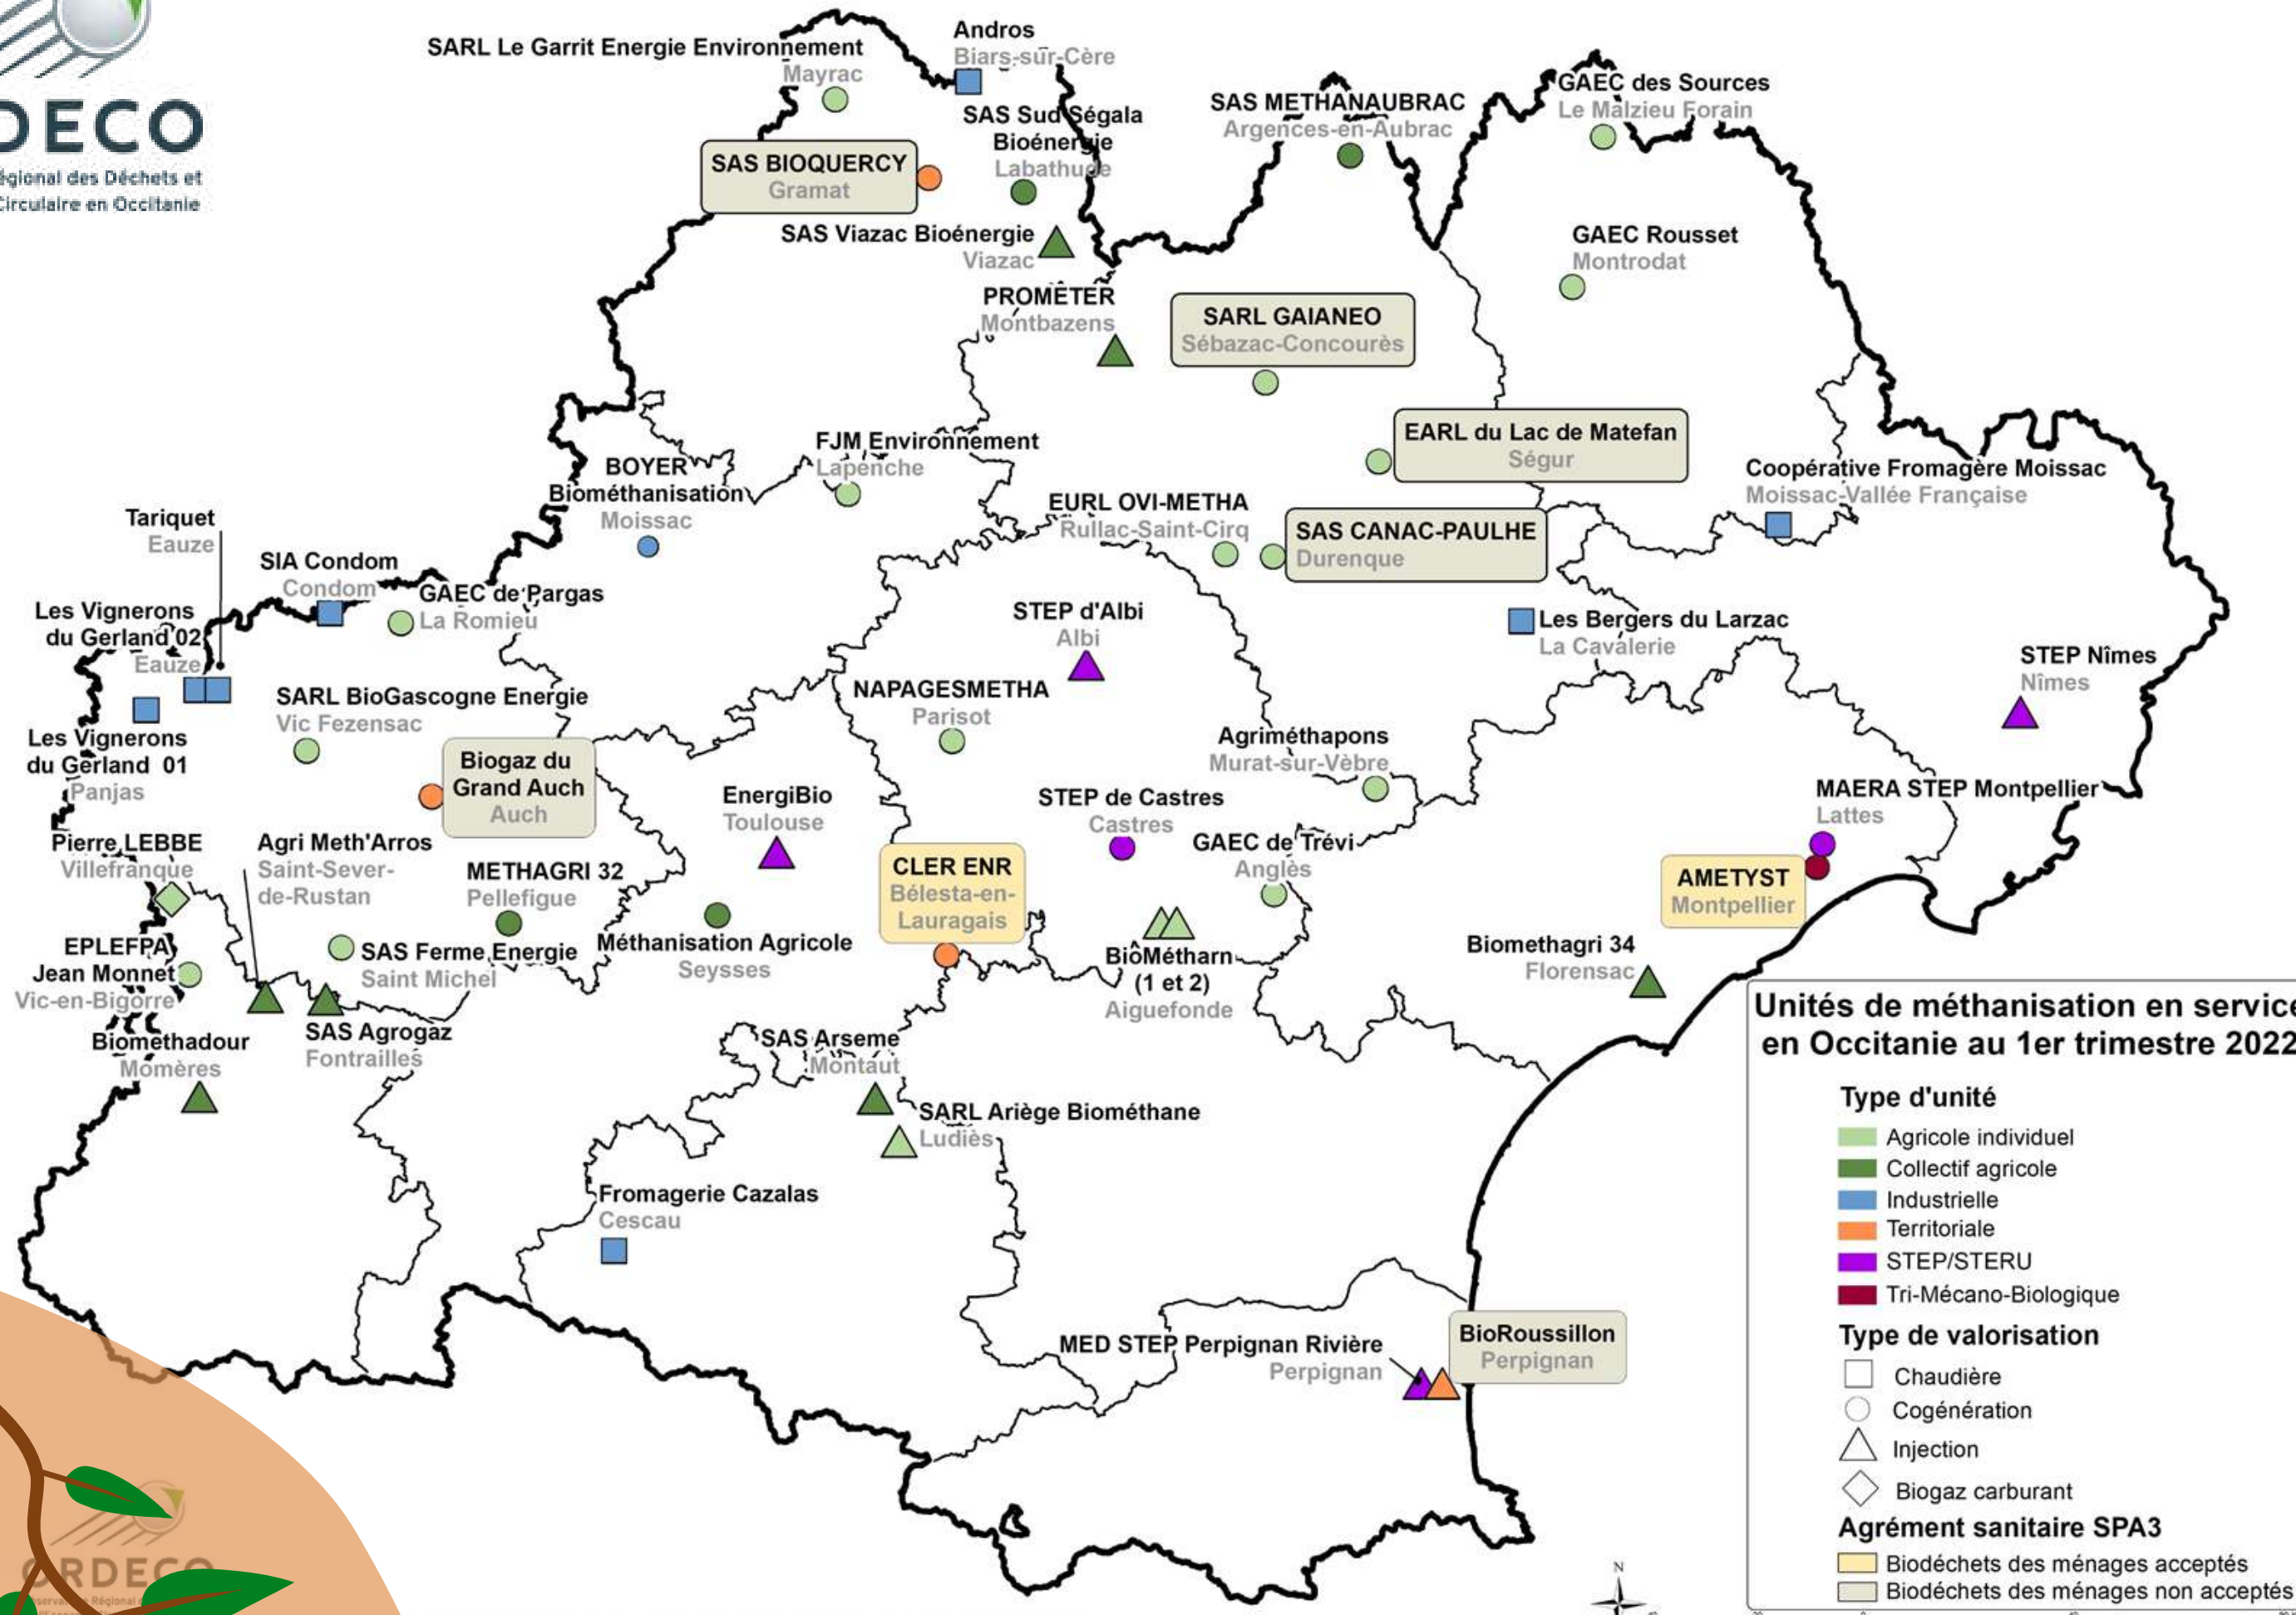 DECO
égional des Déchets et
Circulaire en Occitanie
SARL Le Garrit Energie Environnement
Mayrac
Andros
Biars-sur-Cère
SAS Sud Ségala
Bioénergie
Labathude
SAS BIOQUERCY
Gramat
SAS Viazac Bioénergie
Viazac
SAS METHANAUBRAC
Argences-en-Aubrac
GAEC des Sources
Le Malzieu Forain
GAEC Rousset
Montrodat
PROMÉTER
Montbazens
SARL GAIANEO
Sébazac-Concourès
EARL du Lac de Matefan
Ségur
FJM Environnement
Lapenche
BOYER
Biométhanisation
Moissac
Coopérative Fromagère Moissac
Moissac-Vallée Française
EURL OVI-METHA
Rullac-Saint-Cirq
SAS CANAC-PAULHE
Durenque
Tariquet
Eauze
SIA Condom
Condom
GAEC de Pargas
La Romieu
Les Vignerons
du Gerland 02
Eauze
STEP d'Albi
Albi
Les Bergers du Larzac
La Cavalerie
STEP Nîmes
Nîmes
SARL BioGascogne Energie
Vic Fezensac
NAPAGESMETHA
Parisot
Les Vignerons
du Gerland 01
Panjas
Biogaz du
Grand Auch
Auch
Agriméthapons
Murat-sur-Vèbre
EnergiBio
Toulouse
STEP de Castres
Castres
MAERA STEP Montpellier
Lattes
Pierre LEBBE
Villefranque
Agri Meth'Arros
Saint-Sever-
de-Rustan
METHAGRI 32
Pellefigue
CLER ENR
Bélesta-en-
Lauragais
GAEC de Trévi
Anglès
AMETYST
Montpellier
EPLEFPA
Jean Monnet
Vic-en-Bigorre
SAS Ferme Energie
Saint Michel
Méthanisation Agricole
Seysses
BioMétharn
(1 et 2)
Aiguefonde
Biomethagri 34
Florensac
Biomethadour
Momères
SAS Agrogaz
Fontrailles
SAS Arseme
Montaut
SARL Ariège Biométhane
Ludiès
Fromagerie Cazalas
Cescau
MED STEP Perpignan Rivière
Perpignan
BioRoussillon
Perpignan
Unités de méthanisation en service
en Occitanie au 1er trimestre 2022
Type d'unité
Agricole individuel
Collectif agricole
Industrielle
Territoriale
STEP/STERU
Tri-Mécano-Biologique
Type de valorisation
Chaudière
Cogénération
Injection
Biogaz carburant
Agrément sanitaire SPA3
Biodéchets des ménages acceptés
Biodéchets des ménages non acceptés
N
ORDECO